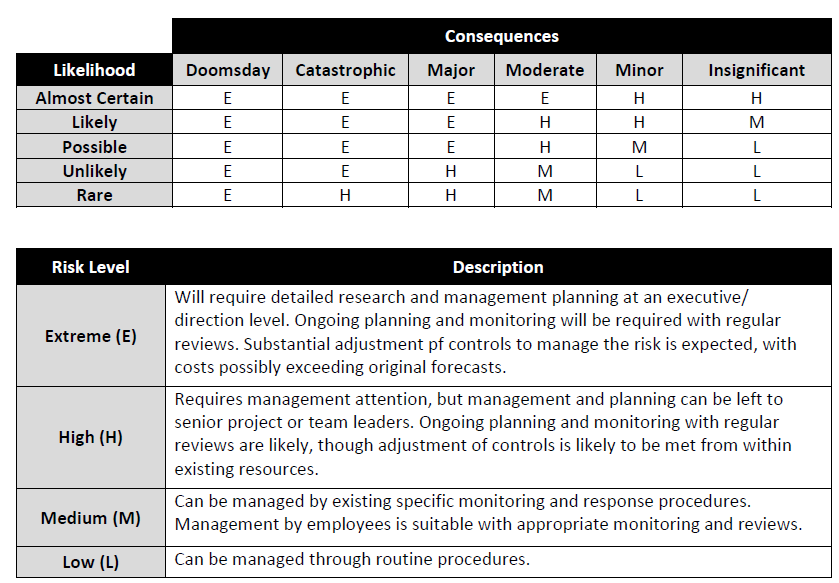 Consequences
Likelihood Doomsday Catastrophic Major Moderate Minor Insignificant
Almost Certain E E E E H H
Likely E E E H H M
Possible E E E H M L
Unlikely E E H M L L
Rare E H H M L L
Risk Level Description
Extreme (E)
Will require detailed research and management planning at an executive/
direction level. Ongoing planning and monitoring will be required with regular
reviews. Substantial adjustment pf controls to manage the risk is expected, with
costs possibly exceeding original forecasts.
High (H)
Requires management attention, but management and planning can be left to
senior project or team leaders. Ongoing planning and monitoring with regular
reviews are likely, though adjustment of controls is likely to be met from within
existing resources.
Medium (M)
Can be managed by existing specific monitoring and response procedures.
Management by employees is suitable with appropriate monitoring and reviews.
Low (L) Can be managed through routine procedures.